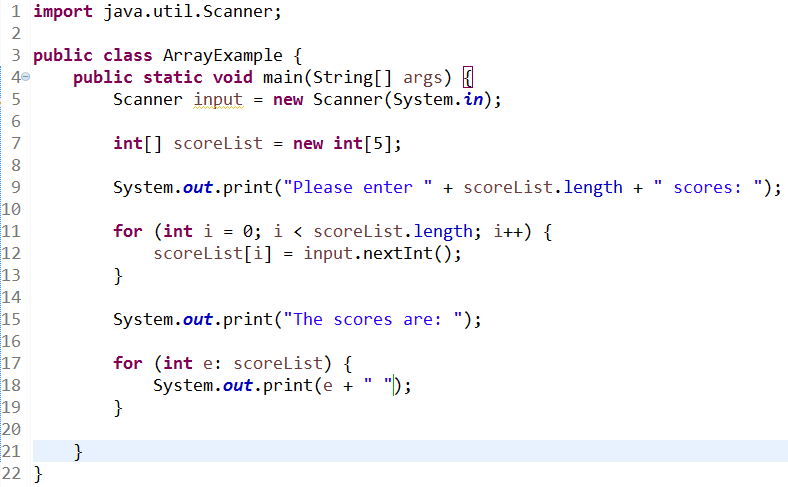 1 import java.util.Scanner;
2
3 public class ArrayExample {
4     public static void main(String[] args) {
5         Scanner input = new Scanner(System.in);
6
7         int[] scoreList = new int[5];
8
9         System.out.print("Please enter " + scoreList.length + " scores: ");
10
11         for (int i = 0; i < scoreList.length; i++) {
12             scoreList[i] = input.nextInt();
13         }
14
15         System.out.print("The scores are: ");
16
17         for (int e: scoreList) {
18             System.out.print(e + " ");
19         }
20
21     }
22 }